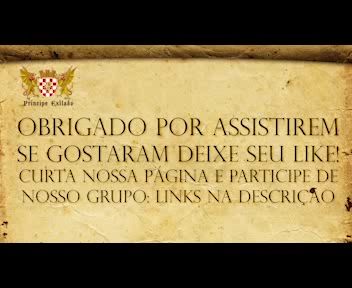 Príncipe Exilado
OBRIGADO POR ASSISTIREM
SE GOSTARAM DEIXE SEU LIKE!
CURTA NOSSA PÁGINA E PARTICIPE DE
NOSSO GRUPO: LINKS NA DESCRIÇÃO